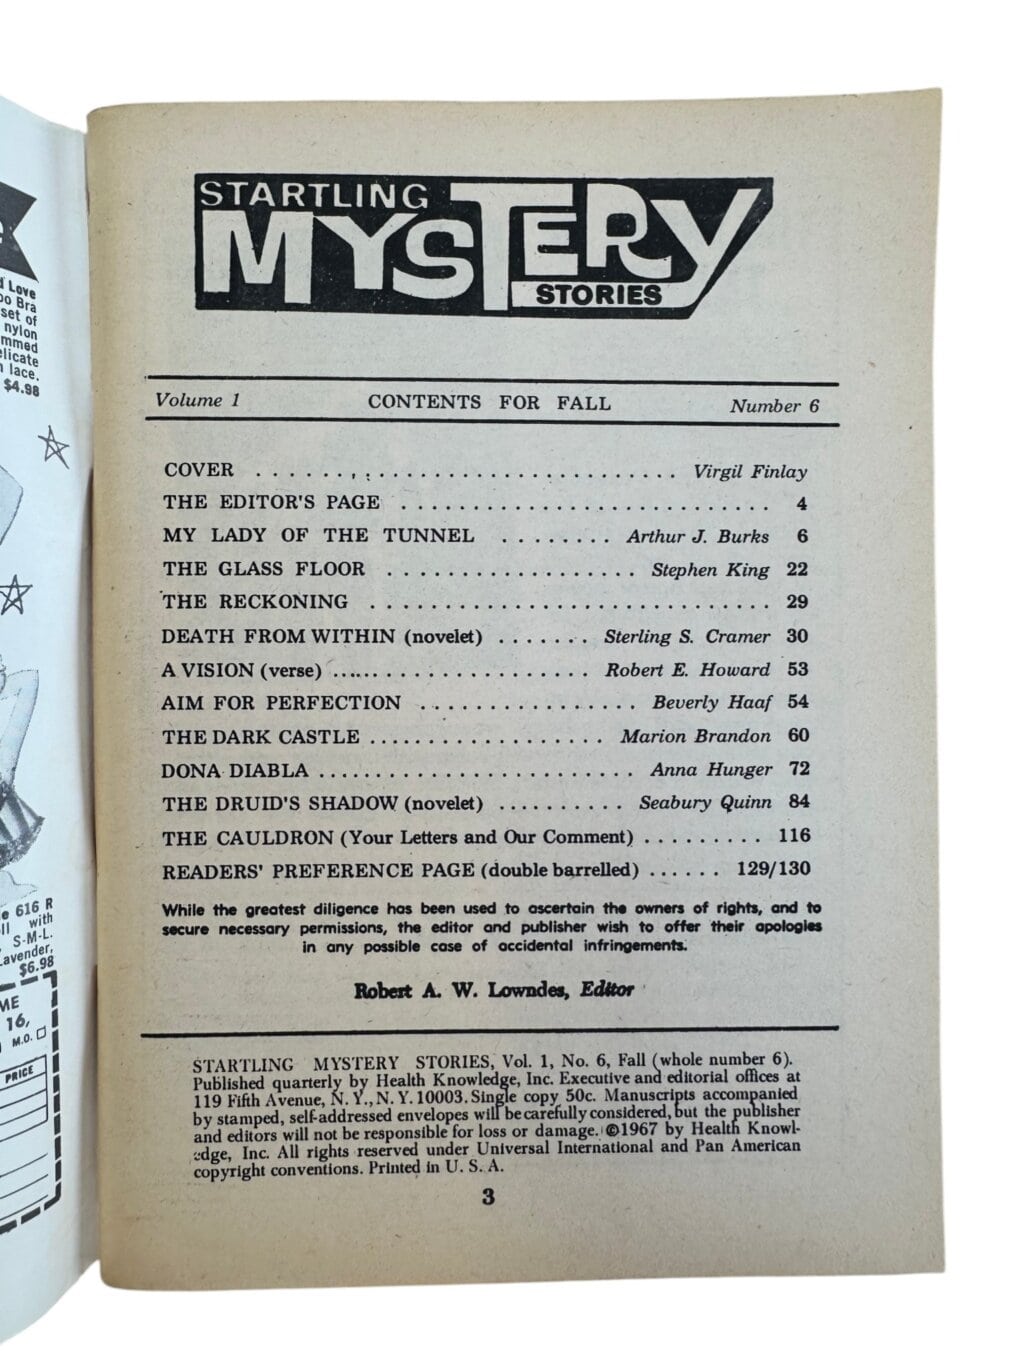 d Love
oo Bra
set of
nylon
mmed
elicate
n lace.
$4.98
e 616 R
ll with
S-M-L.
Lavender,
$6.98
ME
16,
M.O.
PRICE
STARTLING
MYSTERY
STORIES
Volume 1 CONTENTS FOR FALL Number 6
COVER . . . . . . . . . . . . . . . . . . . . . . . . . . . . . Virgil Finlay
THE EDITOR'S PAGE . . . . . . . . . . . . . . . . . . . . . . . . . . 4
MY LADY OF THE TUNNEL . . . . . . . . Arthur J. Burks 6
THE GLASS FLOOR . . . . . . . . . . . . . . . . . . Stephen King 22
THE RECKONING . . . . . . . . . . . . . . . . . . . . . . . . . . . . 29
DEATH FROM WITHIN (novelet) . . . . . . . Sterling S. Cramer 30
A VISION (verse) . . . . . . . . . . . . . . . . . . . . Robert E. Howard 53
AIM FOR PERFECTION . . . . . . . . . . . . . . . Beverly Haaf 54
THE DARK CASTLE . . . . . . . . . . . . . . . . . Marion Brandon 60
DONA DIABLA . . . . . . . . . . . . . . . . . . . . . . Anna Hunger 72
THE DRUID'S SHADOW (novelet) . . . . . . . . . Seabury Quinn 84
THE CAULDRON (Your Letters and Our Comment) . . . . . . . . . 116
READERS' PREFERENCE PAGE (double barrelled) . . . . . . 129/130
While the greatest diligence has been used to ascertain the owners of rights, and to
secure necessary permissions, the editor and publisher wish to offer their apologies
in any possible case of accidental infringements.
Robert A. W. Lowndes, Editor
STARTLING MYSTERY STORIES, Vol. 1, No. 6, Fall (whole number 6).
Published quarterly by Health Knowledge, Inc. Executive and editorial offices at
119 Fifth Avenue, N. Y., N. Y. 10003. Single copy 50c. Manuscripts accompanied
by stamped, self-addressed envelopes will be carefully considered, but the publisher
and editors will not be responsible for loss or damage. ©1967 by Health Knowl-
edge, Inc. All rights reserved under Universal International and Pan American
copyright conventions. Printed in U. S. A.
3